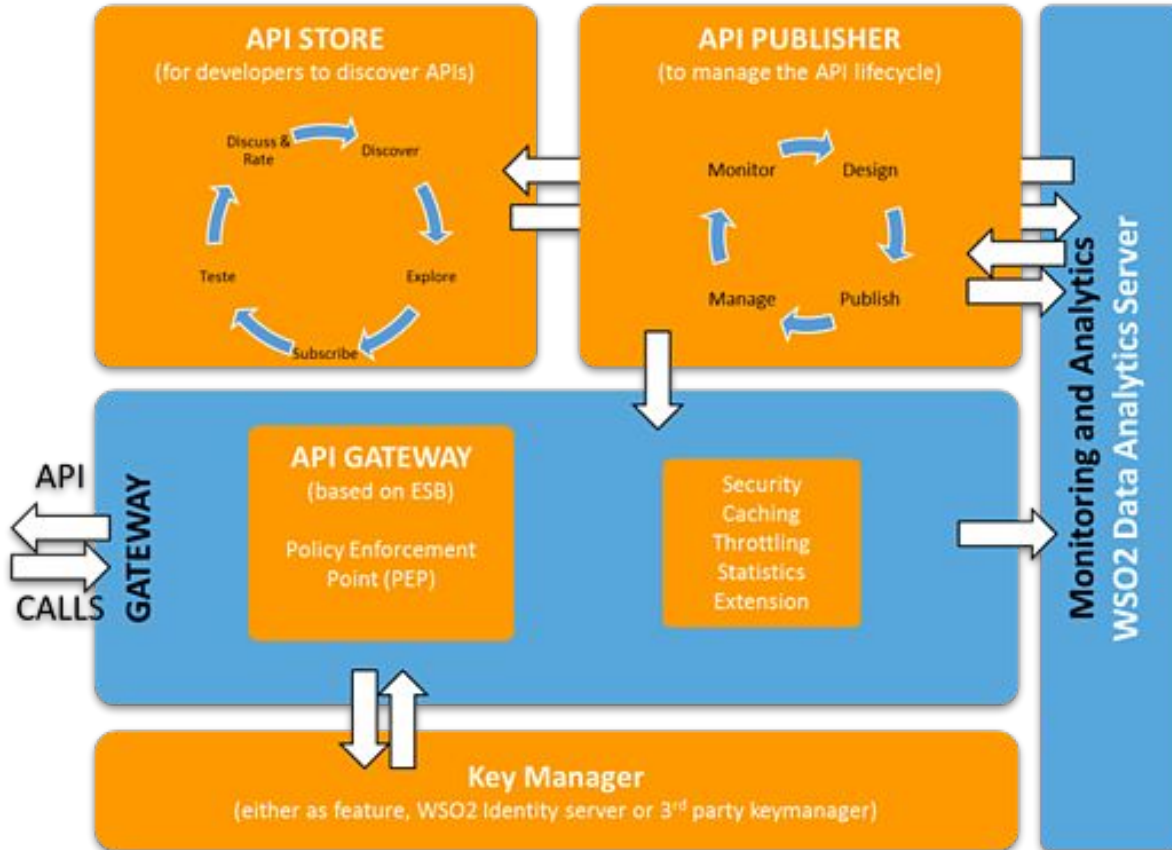 API STORE
(for developers to discover APIs)
Discuss &
Rate
Discover
Teste
Explore
Subscribe
API PUBLISHER
(to manage the API lifecycle)
Monitor
Design
Manage
Publish
API
CALLS
GATEWAY
API GATEWAY
(based on ESB)
Policy Enforcement
Point (PEP)
Security
Caching
Throttling
Statistics
Extension
Key Manager
(either as feature, WSO2 Identity server or 3rd party keymanager)
Monitoring and Analytics
WSO2 Data Analytics Server